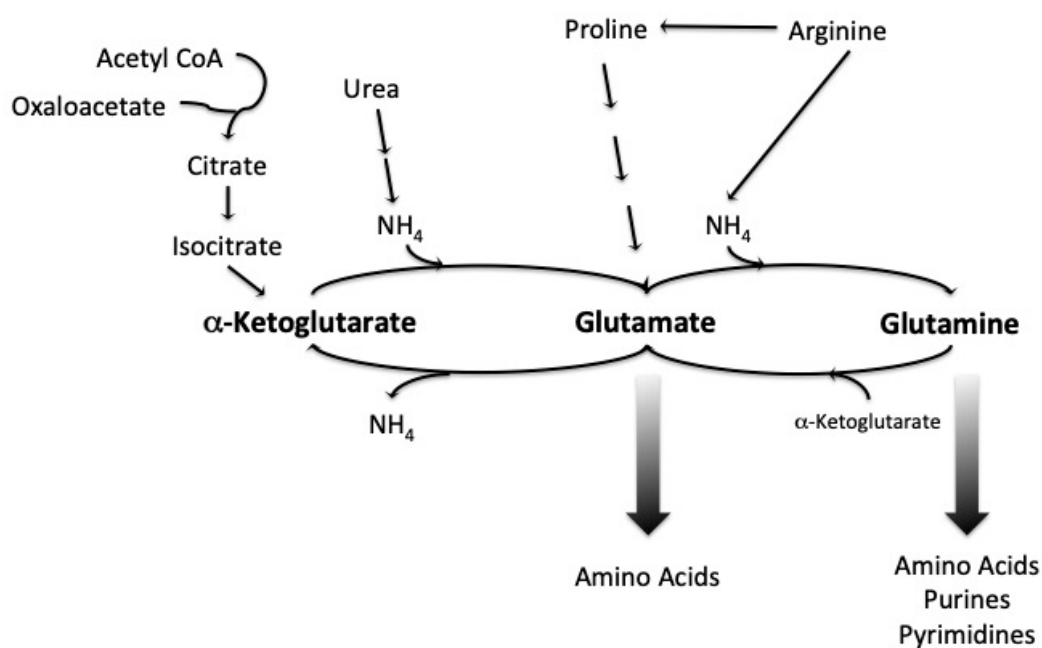 Proline
Arginine
Acetyl CoA
Oxaloacetate
Urea
Citrate
NH₄
NH₄
Isocitrate
α-Ketoglutarate
Glutamate
Glutamine
NH₄
α-Ketoglutarate
Amino Acids
Amino Acids
Purines
Pyrimidines